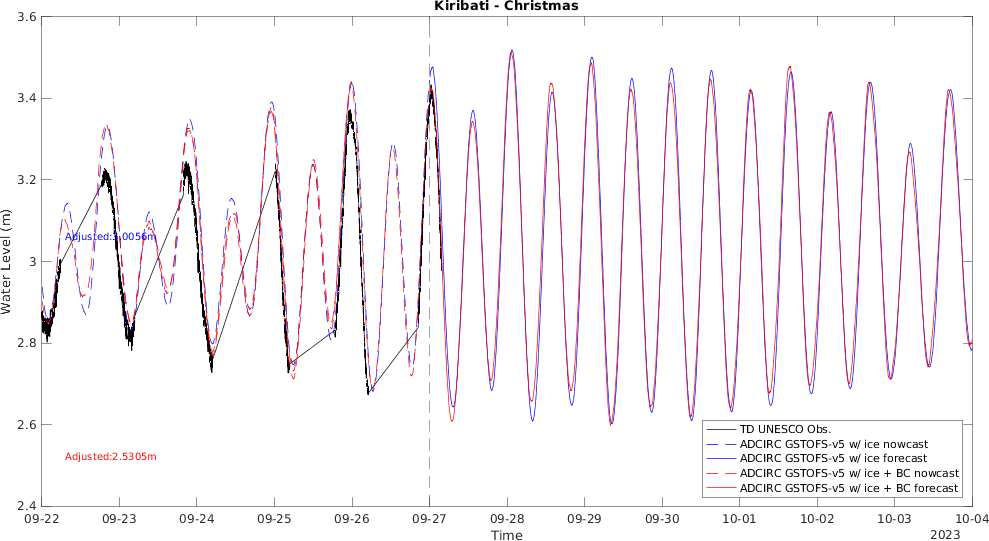 Kiribati - Christmas
3.6
3.4
3.2
3
2.8
2.6
2.4
Water Level (m)
Adjusted:3.0056m
Adjusted:2.5305m
TD UNESCO Obs.
ADCIRC GSTOFS-v5 w/ ice nowcast
ADCIRC GSTOFS-v5 w/ ice forecast
ADCIRC GSTOFS-v5 w/ ice + BC nowcast
ADCIRC GSTOFS-v5 w/ ice + BC forecast
09-22 09-23 09-24 09-25 09-26 09-27 09-28 09-29 09-30 10-01 10-02 10-03 10-04
Time
2023